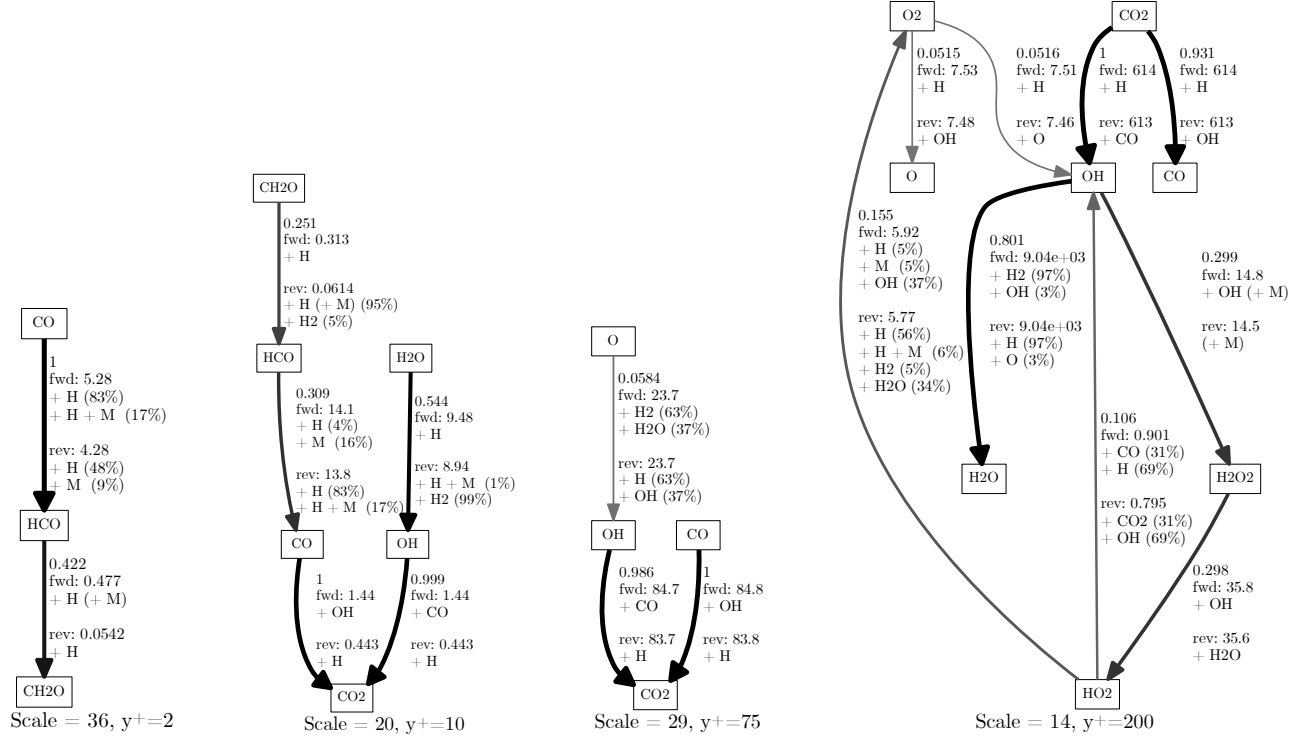 CO
1
fwd: 5.28
+ H (83%)
+ H + M (17%)
rev: 4.28
+ H (48%)
+ M (9%)
HCO
0.422
fwd: 0.477
+ H (+ M)
rev: 0.0542
+ H
CH2O
Scale = 36, y+=2
CH2O
0.251
fwd: 0.313
+ H
rev: 0.0614
+ H (+ M) (95%)
+ H2 (5%)
HCO
H2O
0.309
fwd: 14.1
+ H (4%)
+ M (16%)
rev: 13.8
+ H (83%)
+ H + M (17%)
0.544
fwd: 9.48
+ H
rev: 8.94
+ H + M (1%)
+ H2 (99%)
CO
OH
1
fwd: 1.44
+ OH
rev: 0.443
+ H
0.999
fwd: 1.44
+ CO
rev: 0.443
+ H
CO2
Scale = 20, y+=10
O
0.0584
fwd: 23.7
+ H2 (63%)
+ H2O (37%)
rev: 23.7
+ H (63%)
+ OH (37%)
OH
CO
0.986
fwd: 84.7
+ CO
rev: 83.7
+ H
1
fwd: 84.8
+ OH
rev: 83.8
+ H
CO2
Scale = 29, y+=75
O2
CO2
0.0515
fwd: 7.53
+ H
rev: 7.48
+ OH
0.0516
fwd: 7.51
+ H
rev: 7.46
+ O
1
fwd: 614
+ H
rev: 613
+ CO
0.931
fwd: 614
+ H
rev: 613
+ OH
O
OH
CO
0.155
fwd: 5.92
+ H (5%)
+ M (5%)
+ OH (37%)
rev: 5.77
+ H (56%)
+ H + M (6%)
+ H2 (5%)
+ H2O (34%)
0.801
fwd: 9.04e+03
+ H2 (97%)
+ OH (3%)
rev: 9.04e+03
+ H (97%)
+ O (3%)
0.299
fwd: 14.8
+ OH (+ M)
rev: 14.5
(+ M)
0.106
fwd: 0.901
+ CO (31%)
+ H (69%)
rev: 0.795
+ CO2 (31%)
+ OH (69%)
H2O
H2O2
0.298
fwd: 35.8
+ OH
rev: 35.6
+ H2O
HO2
Scale = 14, y+=200